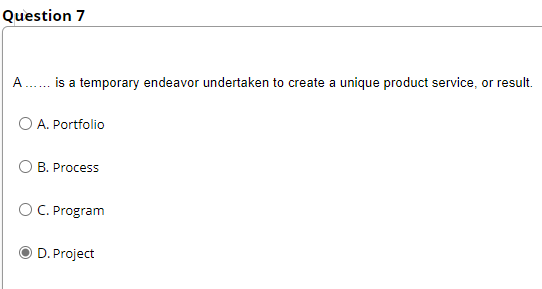 Question 7
A ...... is a temporary endeavor undertaken to create a unique product service, or result.
A. Portfolio
B. Process
C. Program
D. Project